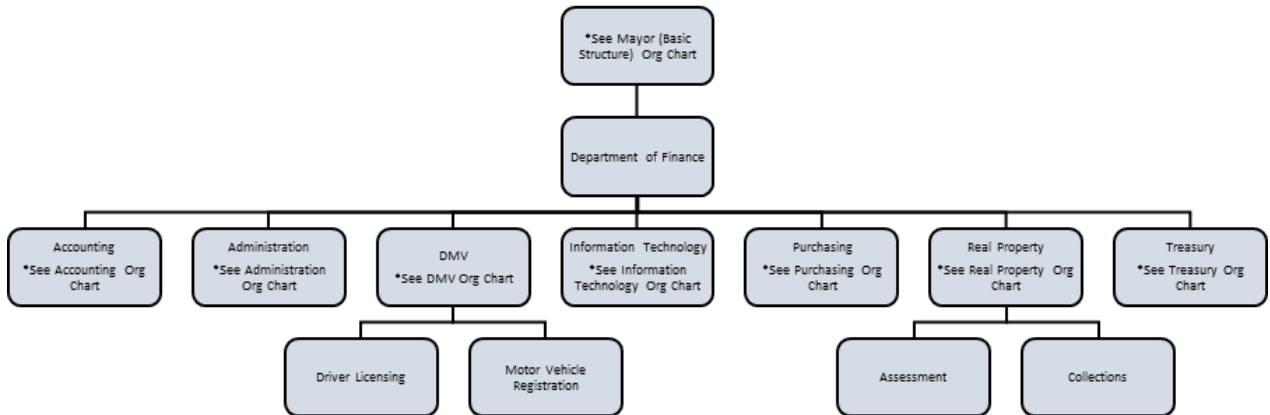 *See Mayor (Basic
Structure) Org Chart
Department of Finance
Accounting
*See Accounting Org
Chart
Administration
*See Administration
Org Chart
DMV
*See DMV Org Chart
Information Technology
*See Information
Technology Org Chart
Purchasing
*See Purchasing Org
Chart
Real Property
*See Real Property Org
Chart
Treasury
*See Treasury Org
Chart
Driver Licensing
Motor Vehicle
Registration
Assessment
Collections